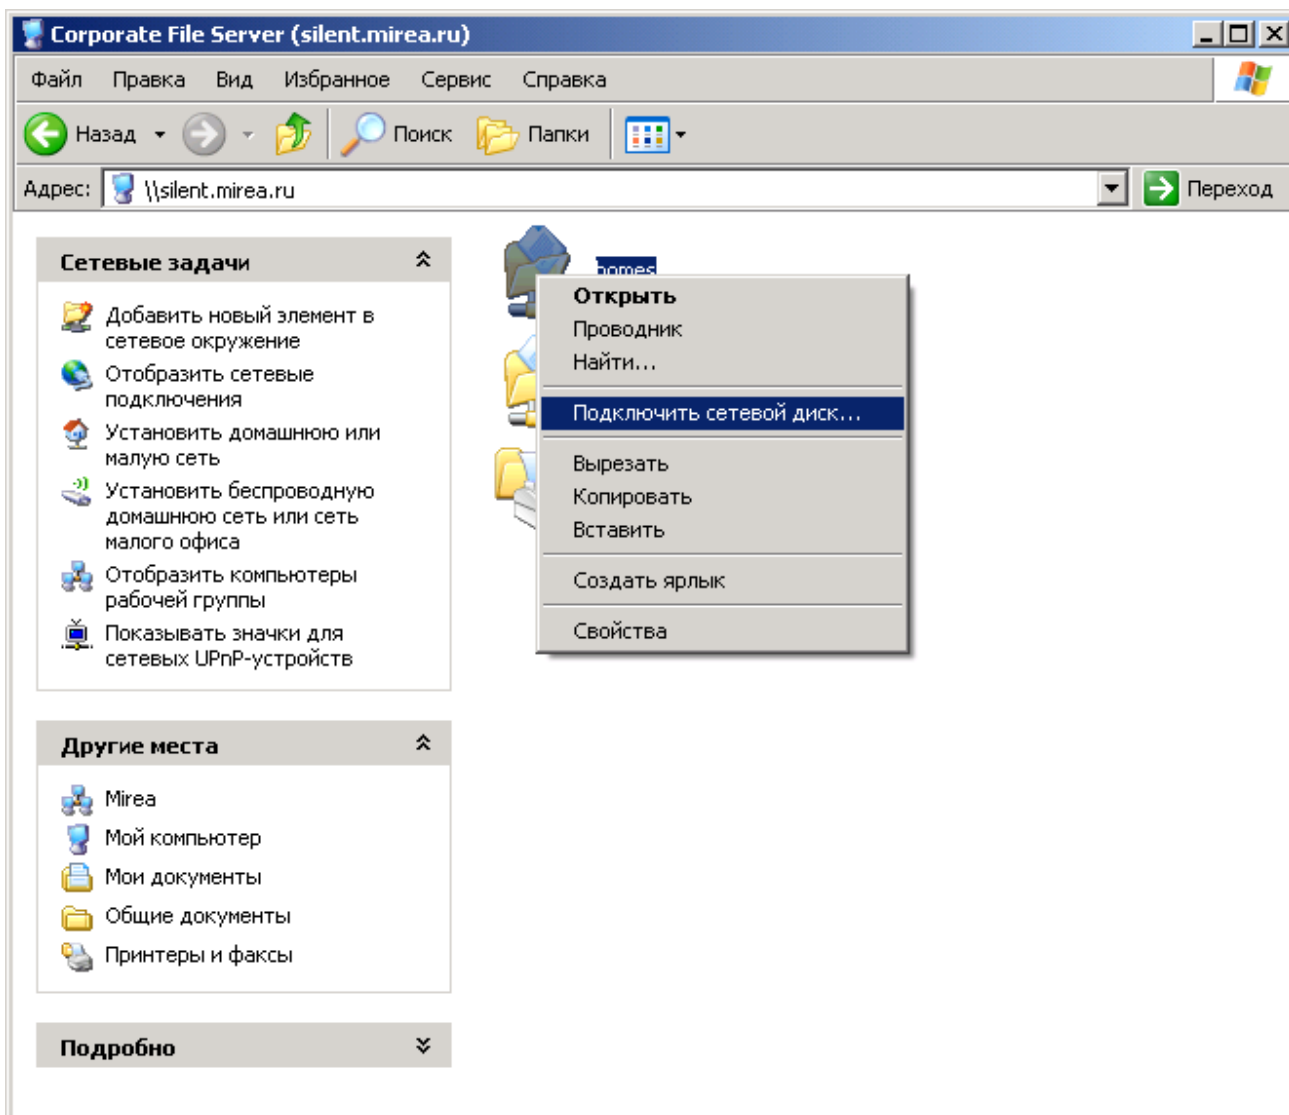 Corporate File Server (silent.mirea.ru)
Файл Правка Вид Избранное Сервис Справка
Назад Поиск Папки
Адрес: \\silent.mirea.ru Переход
Сетевые задачи
Добавить новый элемент в
сетевое окружение
Отобразить сетевые
подключения
Установить домашнюю или
малую сеть
Установить беспроводную
домашнюю сеть или сеть
малого офиса
Отобразить компьютеры
рабочей группы
Показывать значки для
сетевых UPnP-устройств
Другие места
Mirea
Мой компьютер
Мои документы
Общие документы
Принтеры и факсы
Подробно
homes
Открыть
Проводник
Найти...
Подключить сетевой диск...
Вырезать
Копировать
Вставить
Создать ярлык
Свойства